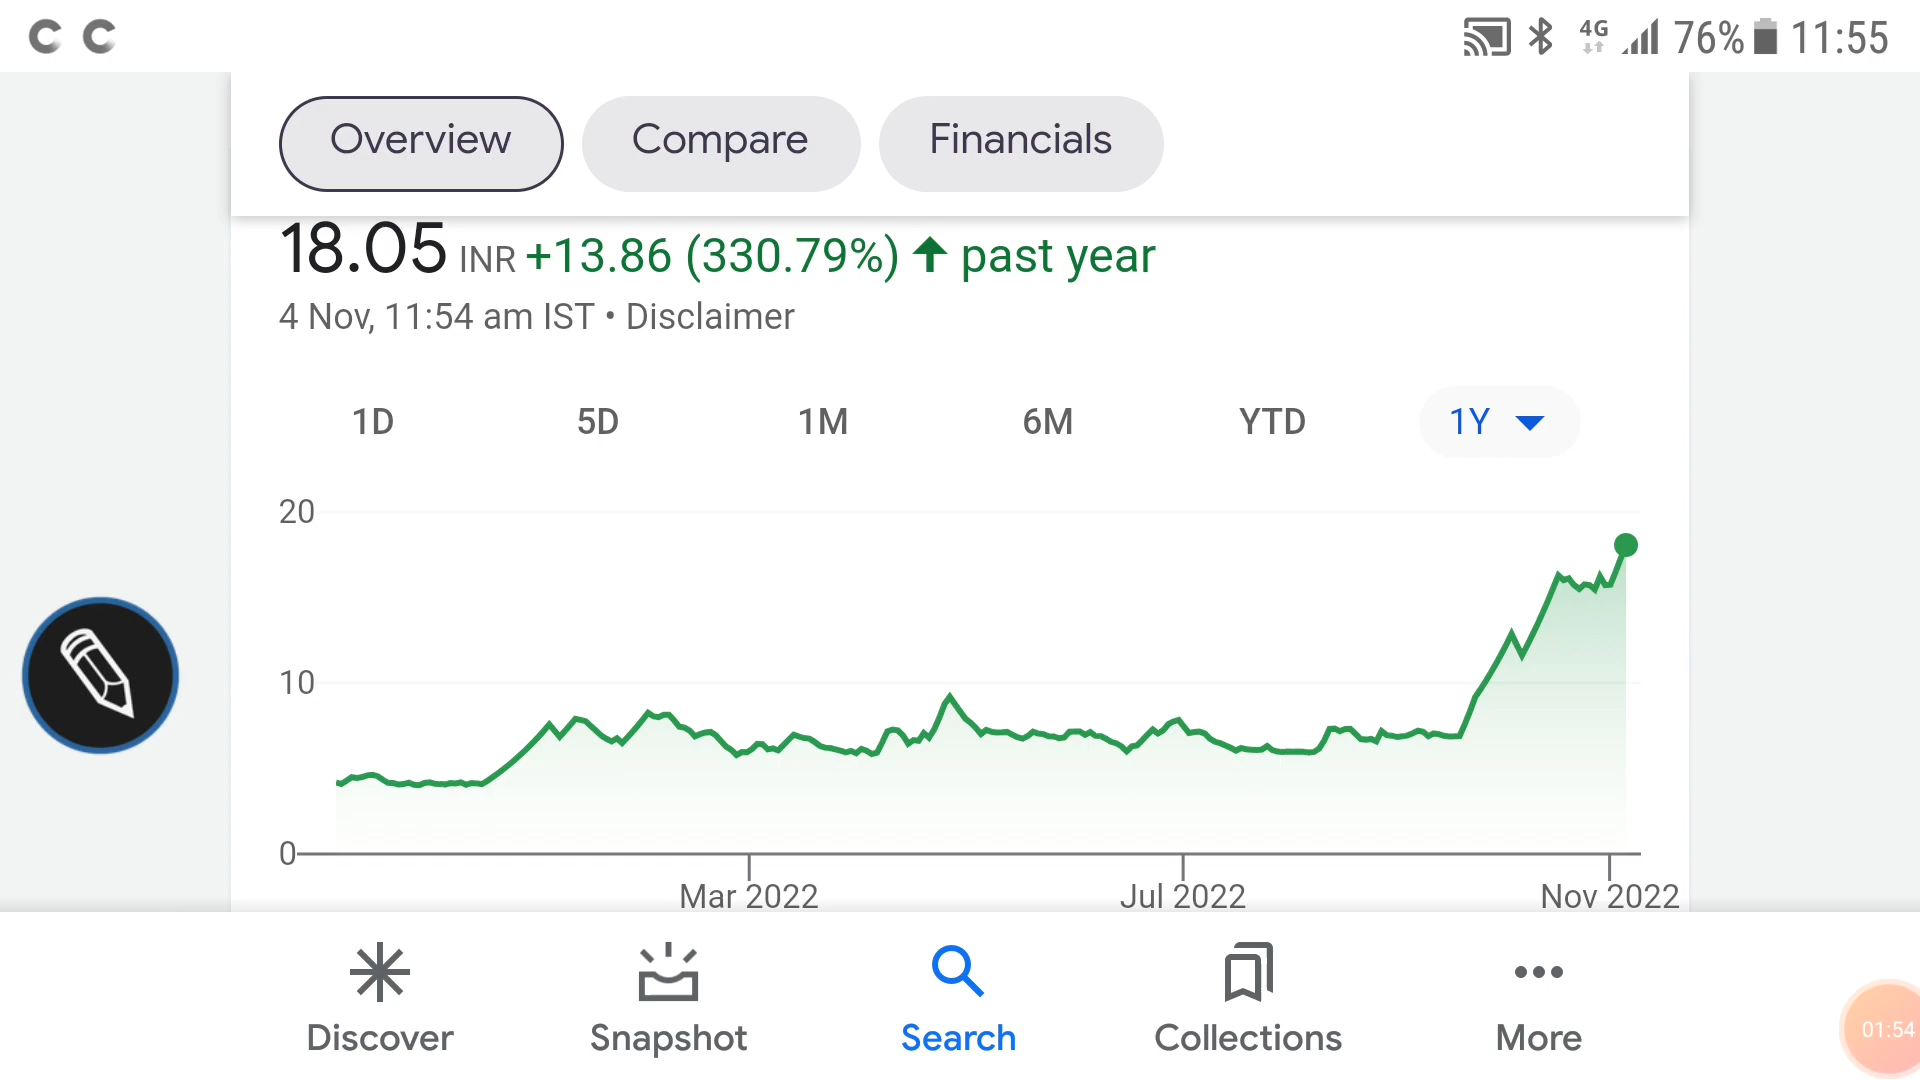 4G 76% 11:55
Overview Compare Financials
18.05 INR +13.86 (330.79%) past year
4 Nov, 11:54 am IST • Disclaimer
1D 5D 1M 6M YTD 1Y
20
10
0
Mar 2022 Jul 2022 Nov 2022
Discover Snapshot Search Collections More
01:54